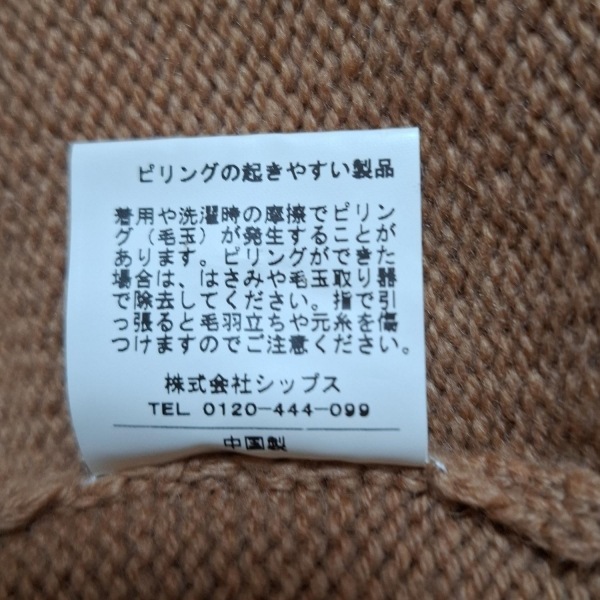 ピリングの起きやすい製品
着用や洗濯時の摩擦でピリン
グ（毛玉）が発生することが
あります。ピリングができた
場合は、はさみや毛玉取り器
で除去してください。指で引
っ張ると毛羽立ちや元糸を傷
つけますのでご注意ください。
株式会社シップス
TEL 0120-444-099
中国製